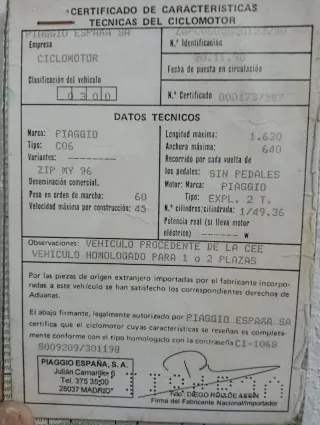 CERTIFICADO DE CARACTERISTICAS
TECNICAS DEL CICLOMOTOR
PIAGGIO ESPAÑA SA
Empresa
CICLOMOTOR
Clasificación del vehículo
0300
N.º Identificación
Fecha de puesta en circulación
N.º Certificado 000173/387
DATOS TECNICOS
Marca: PIAGGIO
Tipo: C06
Variantes: --------
ZIP MY 96
Denominación comercial.
Peso en orden de marcha: 60
Velocidad máxima por construcción: 45
Longitud máxima: 1.630
Anchura máxima: 640
Recorrido por cada vuelta de
los pedales: SIN PEDALES
Motor: Marca: PIAGGIO
Tipo: EXPL. 2 T.
N.º cilindros/cilindrada: 1/49.36
Potencia real (si lleva motor
eléctrico) -------- W
Observaciones: VEHICULO PROCEDENTE DE LA CEE
VEHICULO HOMOLOGADO PARA 1 o 2 PLAZAS
Por las piezas de origen extranjero importadas por el fabricante incorpo-
radas a este vehículo se han satisfecho los correspondientes derechos de
Aduanas.
El abajo firmante, legalmente autorizado por PIAGGIO ESPAÑA SA
certifica que el ciclomotor cuyas características se reseñan es completa-
mente conforme con el tipo homologado con la contraseña CI-1068
8009209/301198
PIAGGIO ESPAÑA, S. A.
Julián Camarillo, 6
Tel. 375 35 00
28037 MADRID
Firma del Fabricante Nacional/Importador